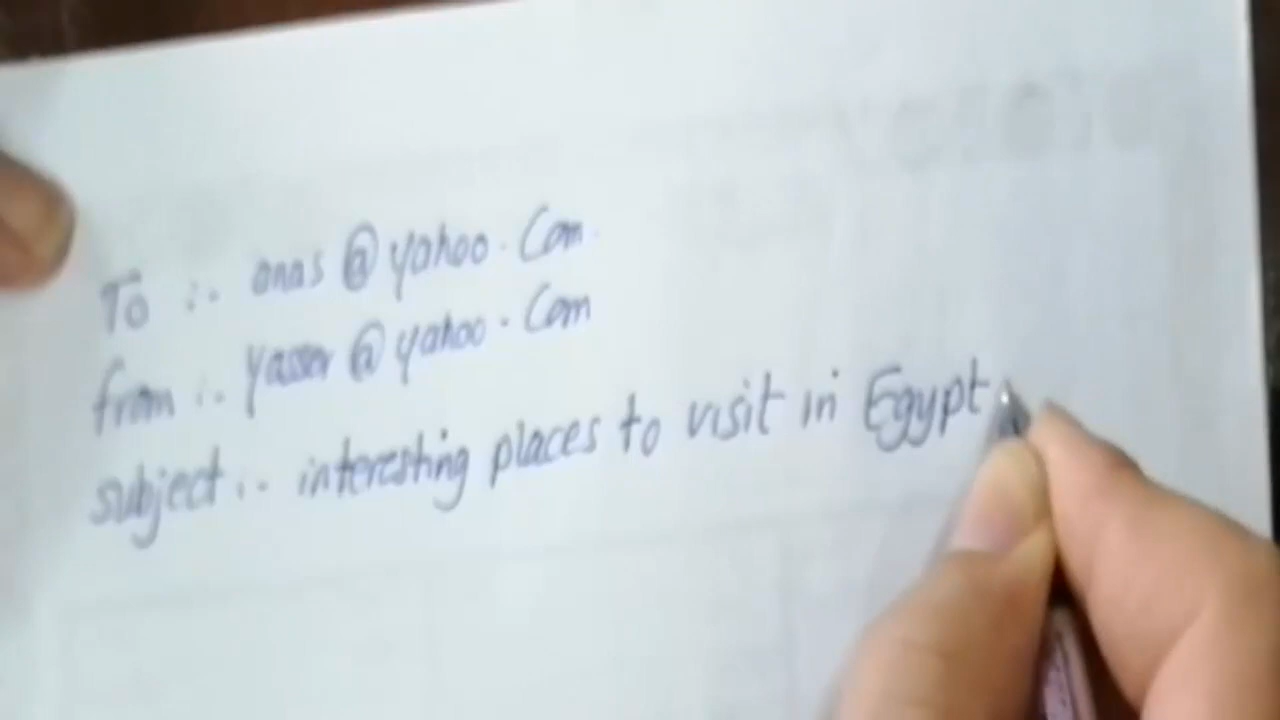 To :- anas @ yahoo . Com
from :- yasser @ yahoo . Com
subject :- interesting places to visit in Egypt